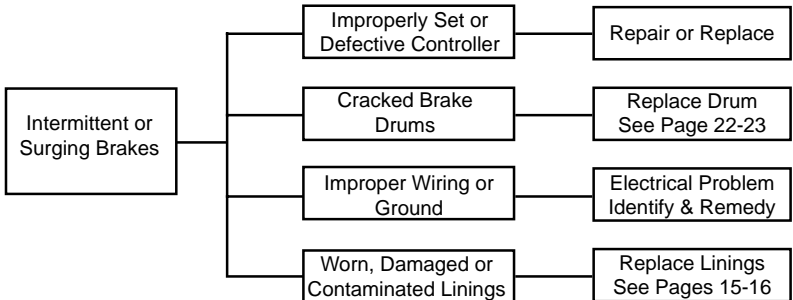 Intermittent or
Surging Brakes
Improperly Set or
Defective Controller
Repair or Replace
Cracked Brake
Drums
Replace Drum
See Page 22-23
Improper Wiring or
Ground
Electrical Problem
Identify & Remedy
Worn, Damaged or
Contaminated Linings
Replace Linings
See Pages 15-16